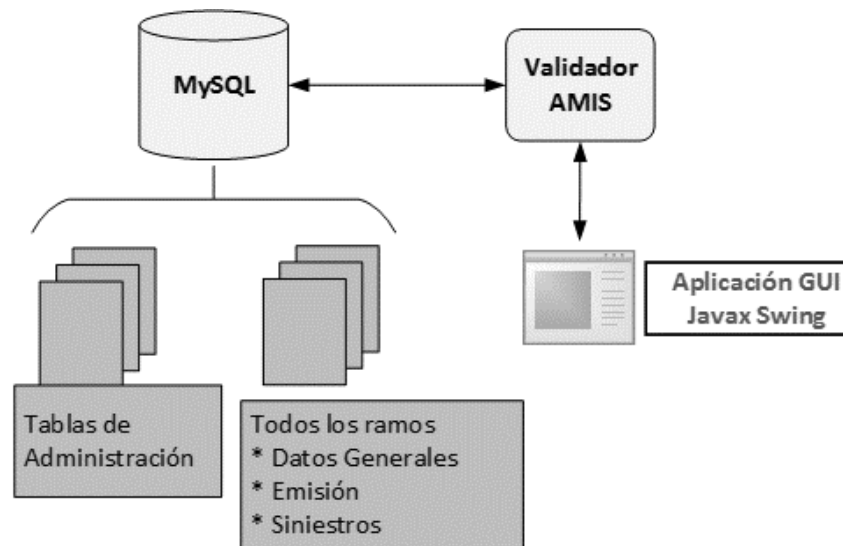 MySQL
Validador
AMIS
Aplicación GUI
Javax Swing
Tablas de
Administración
Todos los ramos
* Datos Generales
* Emisión
* Siniestros